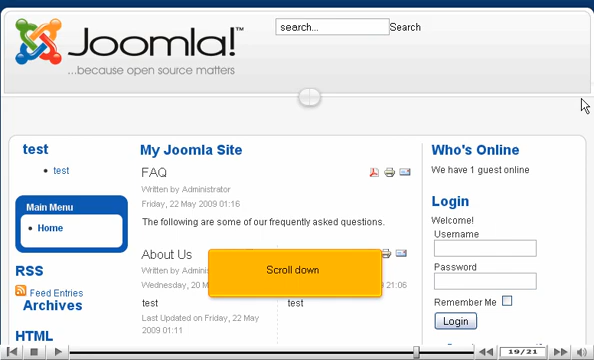 Joomla!™
...because open source matters
search...
Search
test
test
Main Menu
Home
RSS
Feed Entries
Archives
HTML
My Joomla Site
FAQ
Written by Administrator
Friday, 22 May 2009 01:16
The following are some of our frequently asked questions.
About Us
Written by
Wednesday, 20
21:06
test
test
Last Updated on Friday, 22 May
2009 01:11
Scroll down
Who's Online
We have 1 guest online
Login
Welcome!
Username
Password
Remember Me
Login
19/21